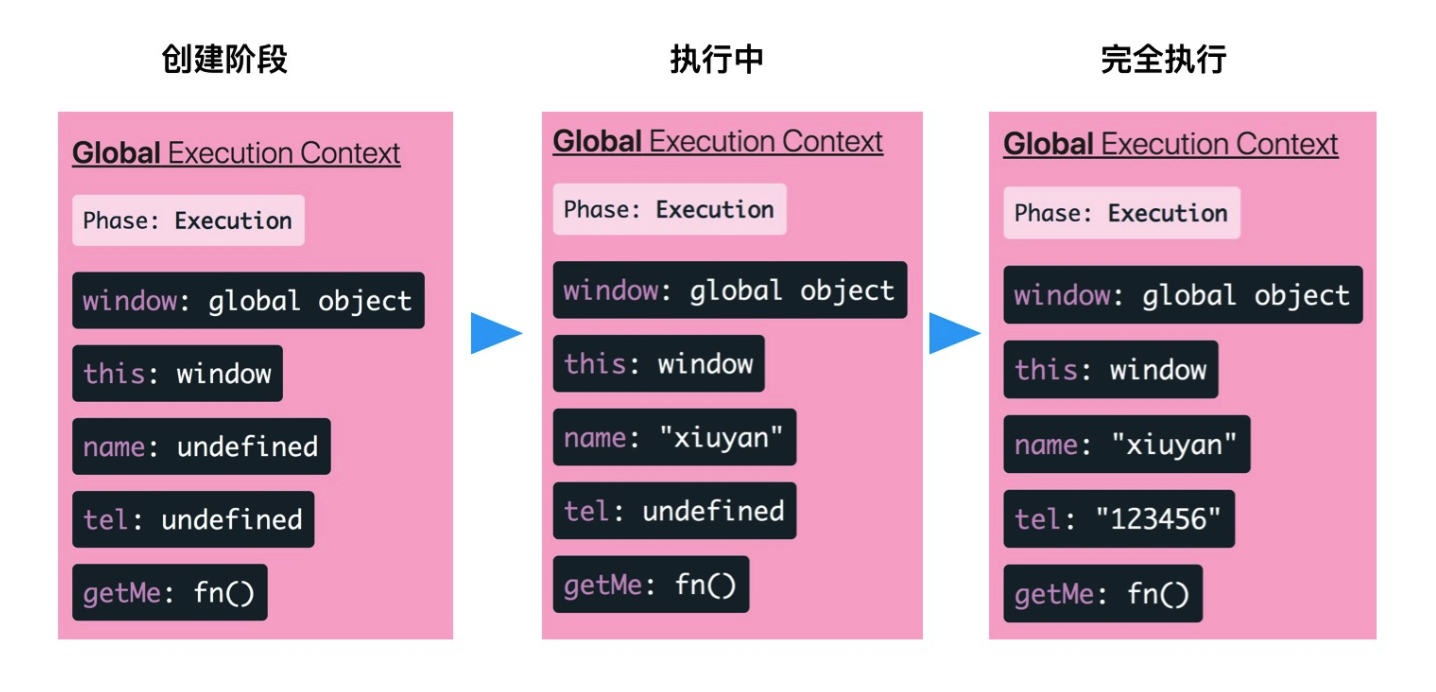 创建阶段
执行中
完全执行
Global Execution Context
Phase: Execution
window: global object
this: window
name: undefined
tel: undefined
getMe: fn()
Global Execution Context
Phase: Execution
window: global object
this: window
name: "xiuyan"
tel: undefined
getMe: fn()
Global Execution Context
Phase: Execution
window: global object
this: window
name: "xiuyan"
tel: "123456"
getMe: fn()